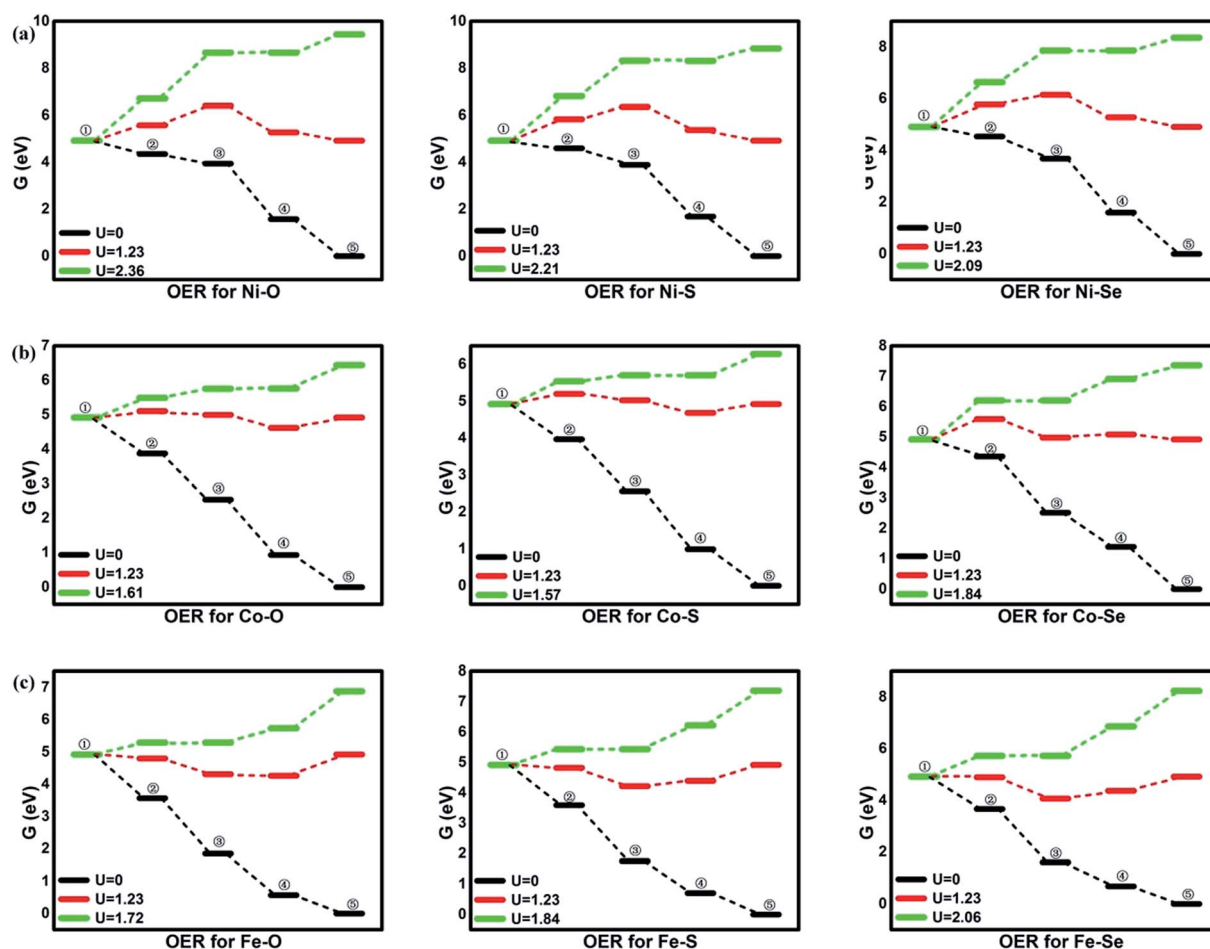 (a)
10
8
6
4
2
0
G (eV)
①
②
③
④
⑤
U=0
U=1.23
U=2.36
OER for Ni-O
10
8
6
4
2
0
G (eV)
①
②
③
④
⑤
U=0
U=1.23
U=2.21
OER for Ni-S
8
6
4
2
0
G (eV)
①
②
③
④
⑤
U=0
U=1.23
U=2.09
OER for Ni-Se
(b)
7
6
5
4
3
2
1
0
G (eV)
①
②
③
④
⑤
U=0
U=1.23
U=1.61
OER for Co-O
6
5
4
3
2
1
0
G (eV)
①
②
③
④
⑤
U=0
U=1.23
U=1.57
OER for Co-S
8
7
6
5
4
3
2
1
0
G (eV)
①
②
③
④
⑤
U=0
U=1.23
U=1.84
OER for Co-Se
(c)
7
6
5
4
3
2
1
0
G (eV)
①
②
③
④
⑤
U=0
U=1.23
U=1.72
OER for Fe-O
8
7
6
5
4
3
2
1
0
G (eV)
①
②
③
④
⑤
U=0
U=1.23
U=1.84
OER for Fe-S
8
6
4
2
0
G (eV)
①
②
③
④
⑤
U=0
U=1.23
U=2.06
OER for Fe-Se